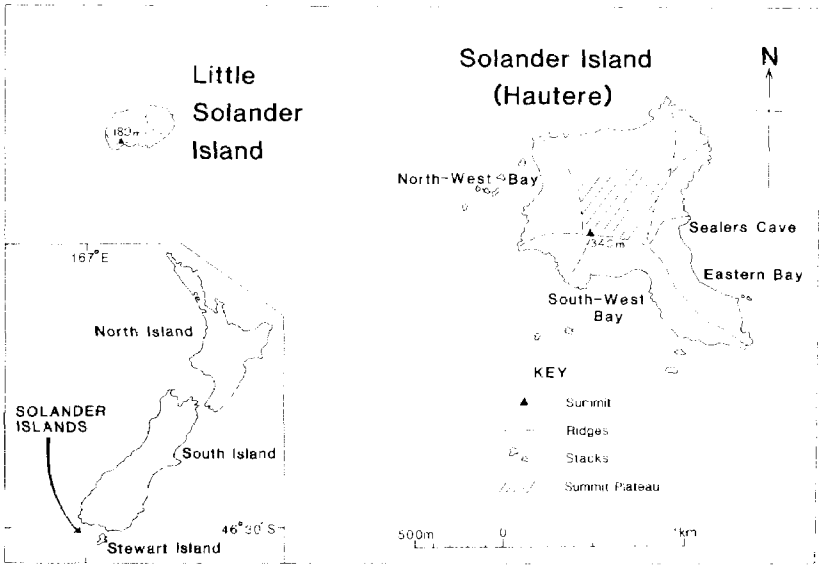 Little
Solander
Island
Solander Island
(Hautere)
N
North-West Bay
Sealers Cave
Eastern Bay
South-West
Bay
167°E
North Island
SOLANDER
ISLANDS
South Island
46°30'S
Stewart Island
KEY
Summit
Ridges
Stacks
Summit Plateau
500m
0
1km